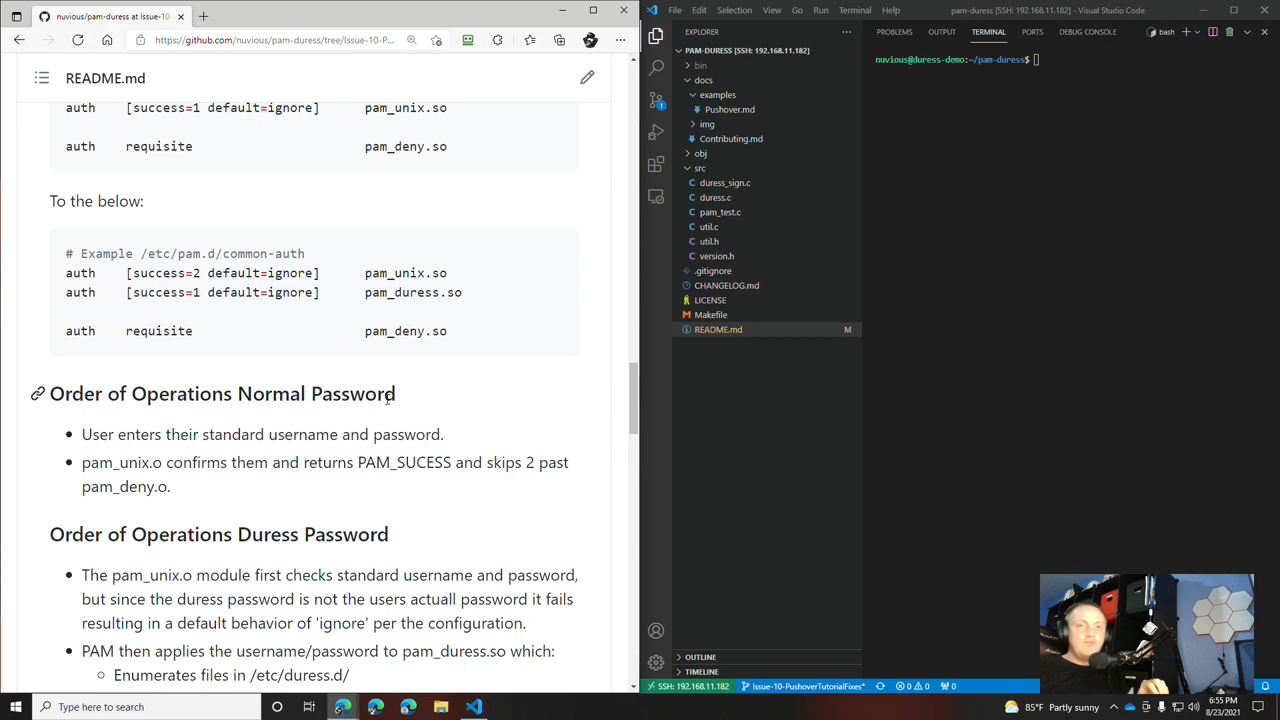 nuvious/pam-duress at Issue-10-
https://github.com/nuvious/pam-duress/tree/Issue-10-P...
README.md
auth [success=1 default=ignore] pam_unix.so
auth requisite pam_deny.so
To the below:
# Example /etc/pam.d/common-auth
auth [success=2 default=ignore] pam_unix.so
auth [success=1 default=ignore] pam_duress.so
auth requisite pam_deny.so
Order of Operations Normal Password
User enters their standard username and password.
pam_unix.o confirms them and returns PAM_SUCESS and skips 2 past
pam_deny.o.
Order of Operations Duress Password
The pam_unix.o module first checks standard username and password,
but since the duress password is not the users actuall password it fails
resulting in a default behavior of 'ignore' per the configuration.
PAM then applies the username/password to pam_duress.so which:
Enumerates files in /etc/duress.d/
File Edit Selection View Go Run Terminal Help pam-duress [SSH: 192.168.11.182] - Visual Studio Code
EXPLORER
PAM-DURESS [SSH: 192.168.11.182]
bin
docs
examples
Pushover.md
img
Contributing.md
obj
src
duress_sign.c
duress.c
pam_test.c
util.c
util.h
version.h
.gitignore
CHANGELOG.md
LICENSE
Makefile
README.md M
OUTLINE
TIMELINE
1
PROBLEMS OUTPUT TERMINAL PORTS DEBUG CONSOLE bash
nuvious@duress-demo:~/pam-duress$
SSH: 192.168.11.182 Issue-10-PushoverTutorialFixes* 0 0 0
Type here to search
85°F Partly sunny
6:55 PM
8/23/2021